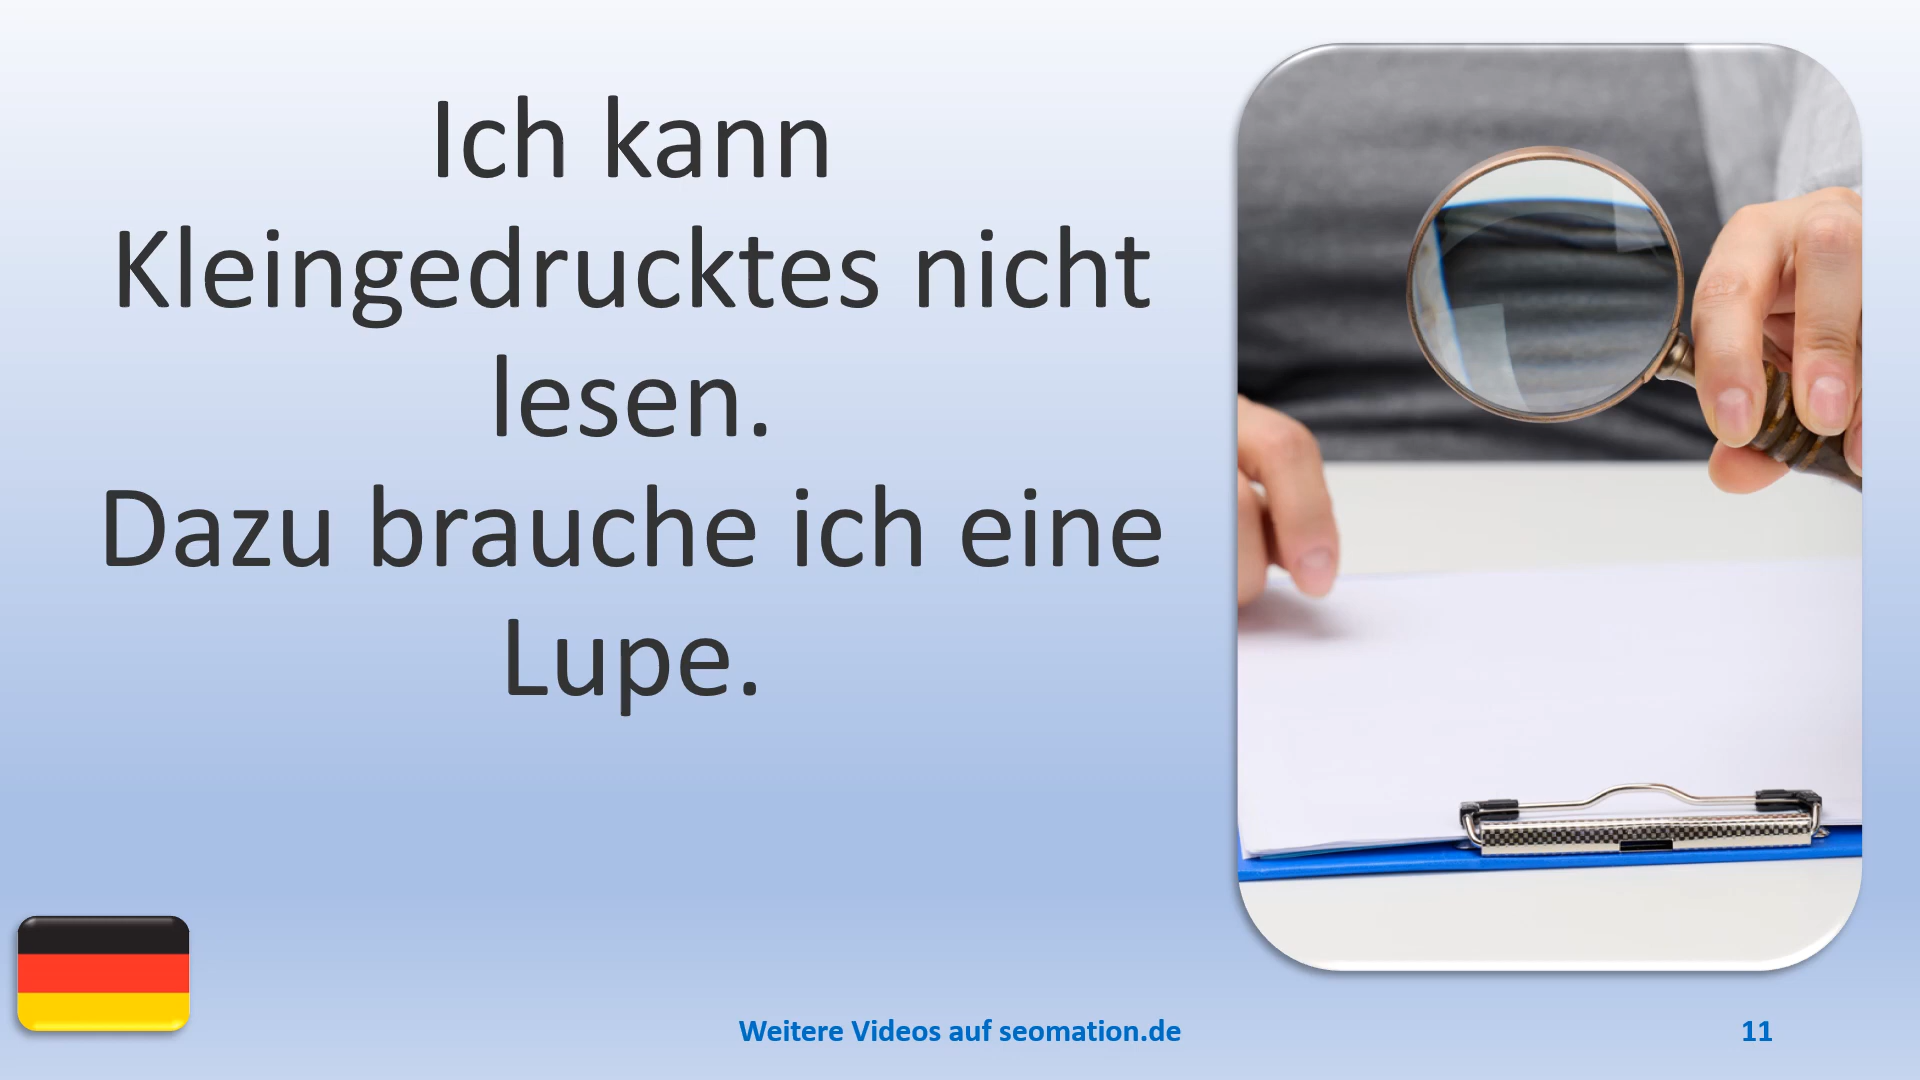 Ich kann
Kleingedrucktes nicht
lesen.
Dazu brauche ich eine
Lupe.
Weitere Videos auf seomation.de
11